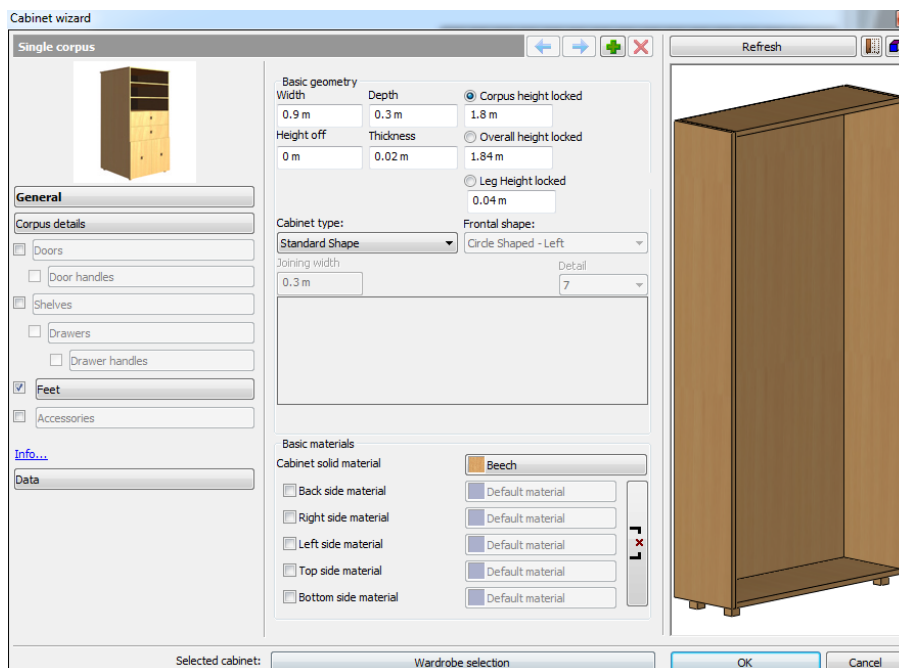 Cabinet wizard
Single corpus
Refresh
General
Corpus details
Doors
Door handles
Shelves
Drawers
Drawer handles
Feet
Accessories
Info...
Data
Basic geometry
Width Depth Corpus height locked
0.9 m 0.3 m 1.8 m
Height off Thickness Overall height locked
0 m 0.02 m 1.84 m
Leg Height locked
0.04 m
Cabinet type: Frontal shape:
Standard Shape Circle Shaped - Left
Joining width Detail
0.3 m 7
Basic materials
Cabinet solid material Beech
Back side material Default material
Right side material Default material
Left side material Default material
Top side material Default material
Bottom side material Default material
Selected cabinet: Wardrobe selection OK Cancel